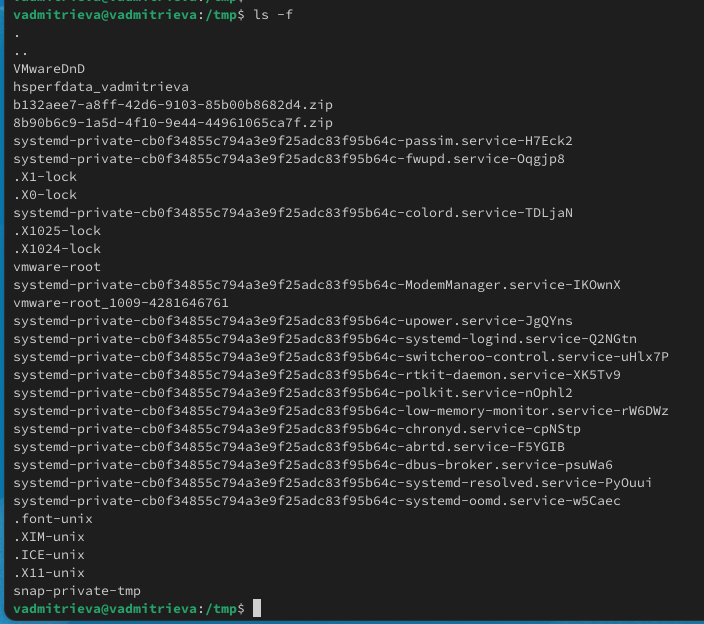 vadmitrieva@vadmitrieva:/tmp$ ls -f
.
..
VMwareDnD
hsperfdata_vadmitrieva
b132aee7-a8ff-42d6-9103-85b00b8682d4.zip
8b90b6c9-1a5d-4f10-9e44-44961065ca7f.zip
systemd-private-cb0f34855c794a3e9f25adc83f95b64c-passim.service-H7Eck2
systemd-private-cb0f34855c794a3e9f25adc83f95b64c-fwupd.service-Oqgjp8
.X1-lock
.X0-lock
systemd-private-cb0f34855c794a3e9f25adc83f95b64c-colord.service-TDLjaN
.X1025-lock
.X1024-lock
vmware-root
systemd-private-cb0f34855c794a3e9f25adc83f95b64c-ModemManager.service-IKOwnX
vmware-root_1009-4281646761
systemd-private-cb0f34855c794a3e9f25adc83f95b64c-upower.service-JgQYns
systemd-private-cb0f34855c794a3e9f25adc83f95b64c-systemd-logind.service-Q2NGtn
systemd-private-cb0f34855c794a3e9f25adc83f95b64c-switcheroo-control.service-uHlx7P
systemd-private-cb0f34855c794a3e9f25adc83f95b64c-rtkit-daemon.service-XK5Tv9
systemd-private-cb0f34855c794a3e9f25adc83f95b64c-polkit.service-nOphl2
systemd-private-cb0f34855c794a3e9f25adc83f95b64c-low-memory-monitor.service-rW6DWz
systemd-private-cb0f34855c794a3e9f25adc83f95b64c-chronyd.service-cpNStp
systemd-private-cb0f34855c794a3e9f25adc83f95b64c-abrtd.service-F5YGIB
systemd-private-cb0f34855c794a3e9f25adc83f95b64c-dbus-broker.service-psuWa6
systemd-private-cb0f34855c794a3e9f25adc83f95b64c-systemd-resolved.service-PyOuui
systemd-private-cb0f34855c794a3e9f25adc83f95b64c-systemd-oomd.service-w5Caec
.font-unix
.XIM-unix
.ICE-unix
.X11-unix
snap-private-tmp
vadmitrieva@vadmitrieva:/tmp$